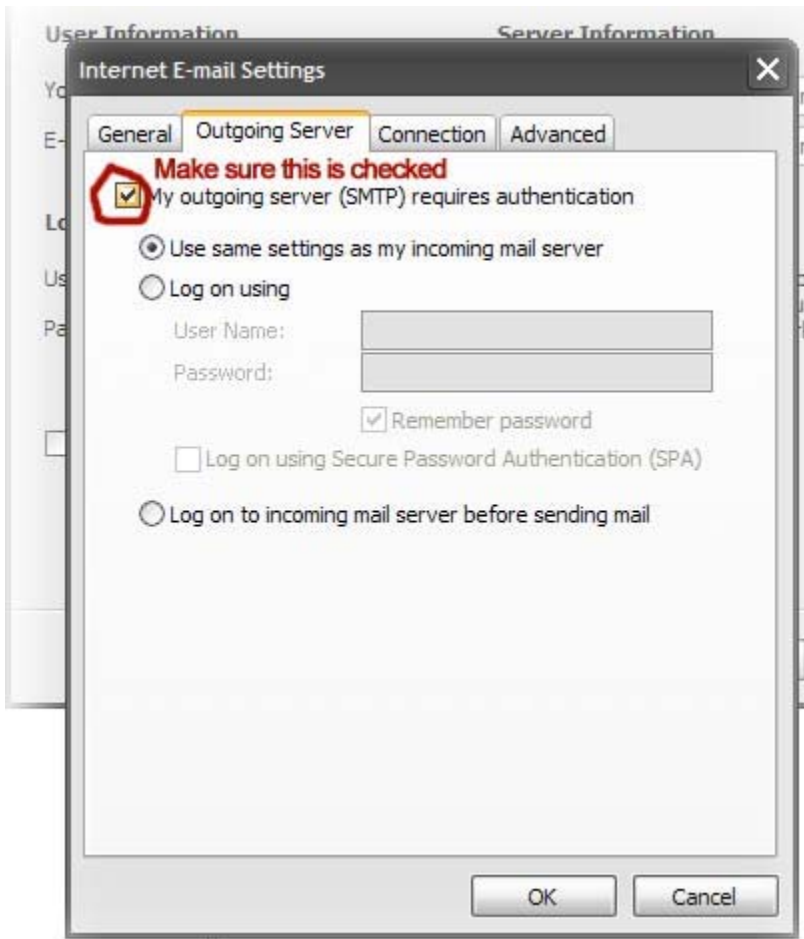 User Information Server Information
Internet E-mail Settings
General Outgoing Server Connection Advanced
Make sure this is checked
My outgoing server (SMTP) requires authentication
Use same settings as my incoming mail server
Log on using
User Name:
Password:
Remember password
Log on using Secure Password Authentication (SPA)
Log on to incoming mail server before sending mail
OK Cancel